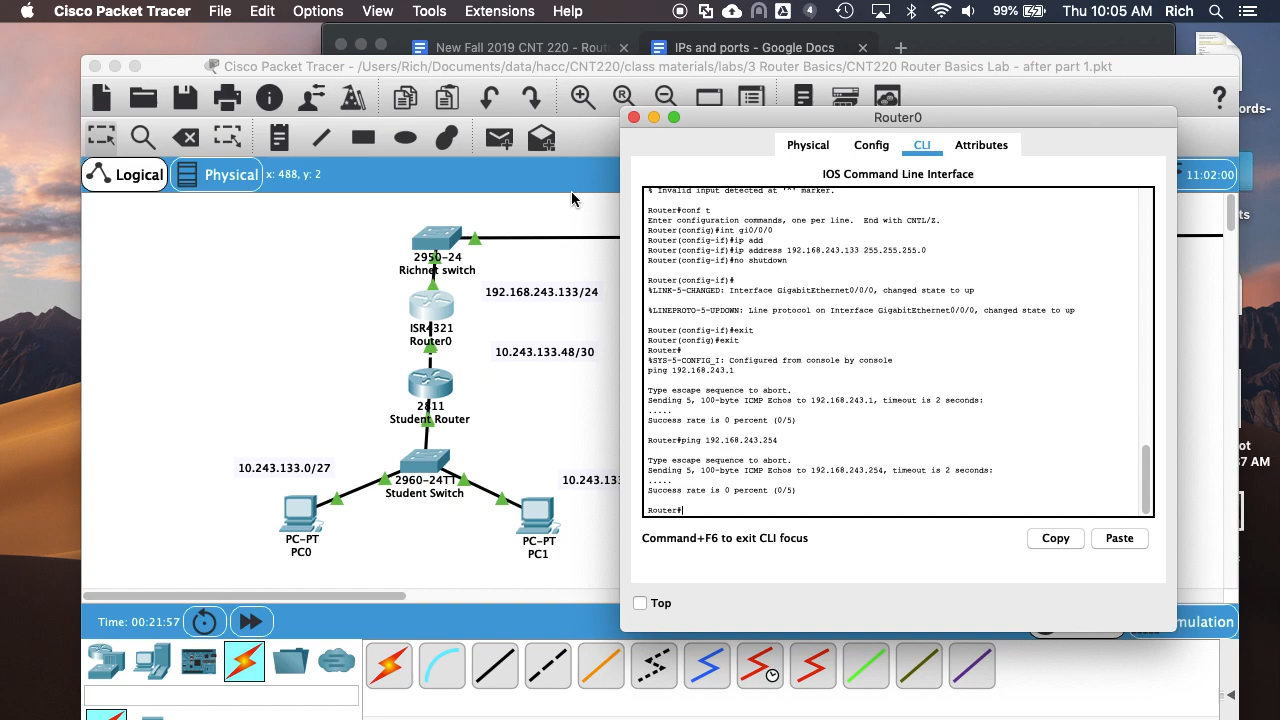 Cisco Packet Tracer File Edit Options View Tools Extensions Help 4 99% Thu 10:05 AM Rich
New Fall 2019 CNT 220 - Rout
IPs and ports - Google Docs
Cisco Packet Tracer - /Users/Rich/Documents/data/nacc/CNT220/class materials/labs/3 Router Basics/CNT220 Router Basics Lab - after part 1.pkt
ords-
Router0
Physical Config CLI Attributes
Logical Physical x: 488, y: 2
11:02:00
IOS Command Line Interface
% Invalid input detected at '^' marker.
Router#conf t
Enter configuration commands, one per line.  End with CNTL/Z.
Router(config)#int gi0/0/0
Router(config-if)#ip add
Router(config-if)#ip address 192.168.243.133 255.255.255.0
Router(config-if)#no shutdown
Router(config-if)#
%LINK-5-CHANGED: Interface GigabitEthernet0/0/0, changed state to up
%LINEPROTO-5-UPDOWN: Line protocol on Interface GigabitEthernet0/0/0, changed state to up
Router(config-if)#exit
Router(config)#exit
Router#
%SYS-5-CONFIG_I: Configured from console by console
ping 192.168.243.1
Type escape sequence to abort.
Sending 5, 100-byte ICMP Echos to 192.168.243.1, timeout is 2 seconds:
.....
Success rate is 0 percent (0/5)
Router#ping 192.168.243.254
Type escape sequence to abort.
Sending 5, 100-byte ICMP Echos to 192.168.243.254, timeout is 2 seconds:
.....
Success rate is 0 percent (0/5)
Router#
Command+F6 to exit CLI focus
Copy
Paste
Top
2950-24
Richnet switch
192.168.243.133/24
ISR4321
Router0
10.243.133.48/30
2811
Student Router
10.243.133.0/27
2960-24TT
Student Switch
10.243.133
PC-PT
PC0
PC-PT
PC1
ts
ot
7 AM
Time: 00:21:57
mulation